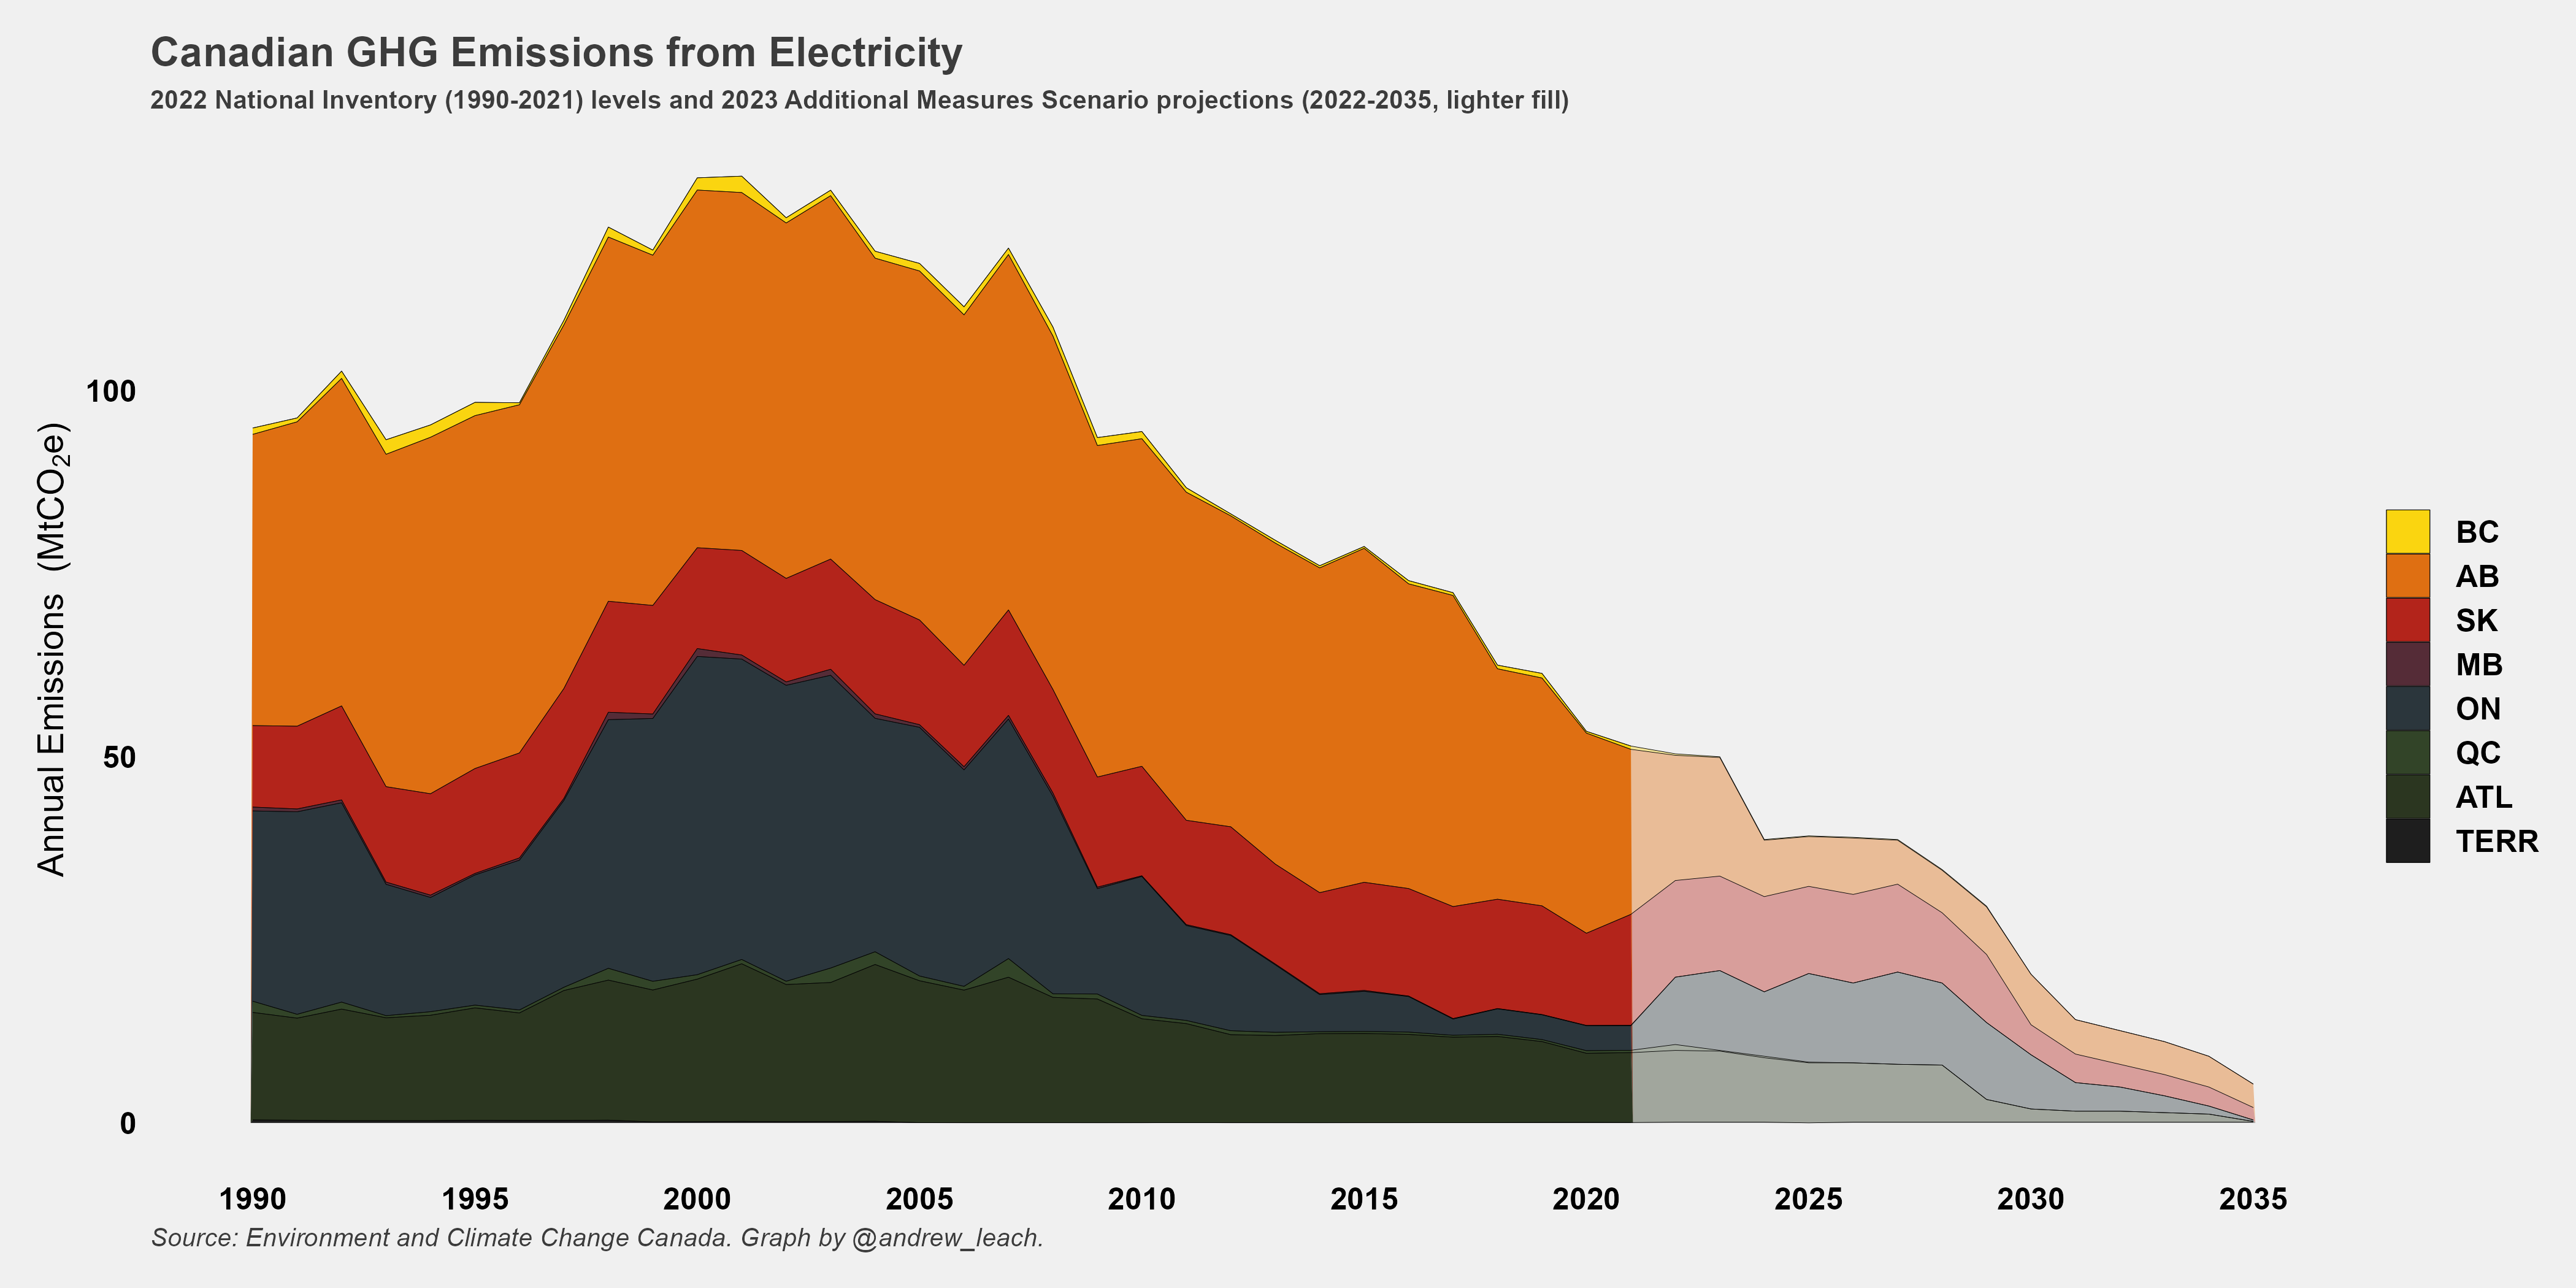 Canadian GHG Emissions from Electricity
2022 National Inventory (1990-2021) levels and 2023 Additional Measures Scenario projections (2022-2035, lighter fill)
Annual Emissions (MtCO₂e)
100
50
0
1990 1995 2000 2005 2010 2015 2020 2025 2030 2035
BC
AB
SK
MB
ON
QC
ATL
TERR
Source: Environment and Climate Change Canada. Graph by @andrew_leach.